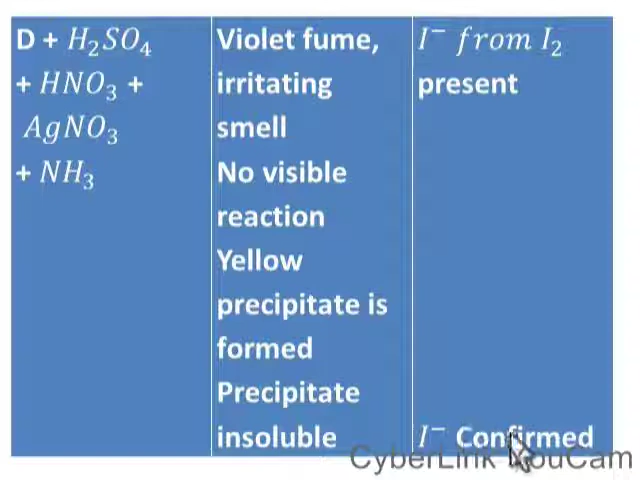 D + H₂SO₄
+ HNO₃ +
AgNO₃
+ NH₃
Violet fume,
irritating
smell
No visible
reaction
Yellow
precipitate is
formed
Precipitate
insoluble
I⁻ from I₂
present
I⁻ Confirmed
CyberLink YouCam